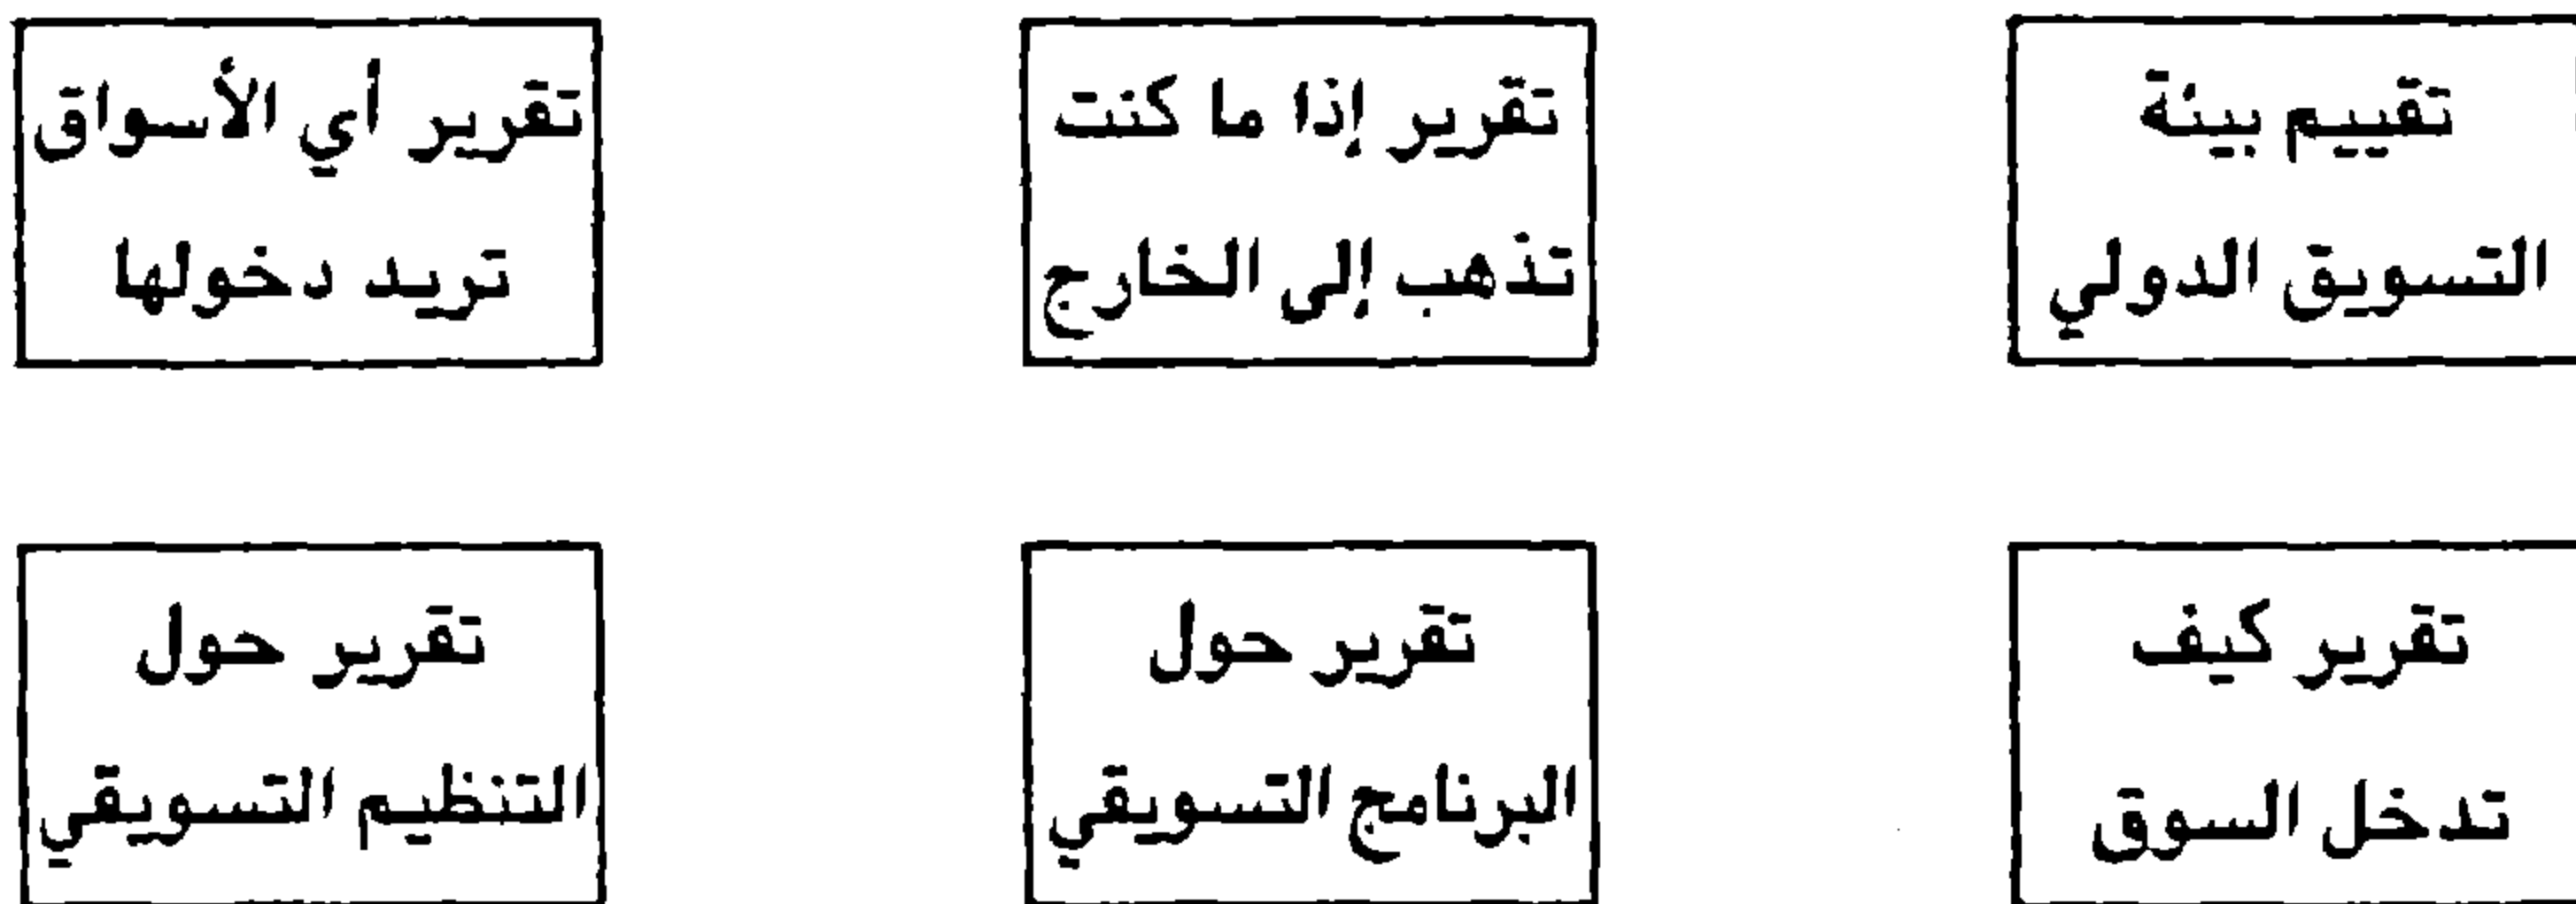 تقييم بيئة
التسويق الدولي
تقرير إذا ما كنت
تذهب إلى الخارج
تقرير أي الأسواق
تريد دخولها
تقرير كيف
تدخل السوق
تقرير حول
البرنامج التسويقي
تقرير حول
التنظيم التسويقي